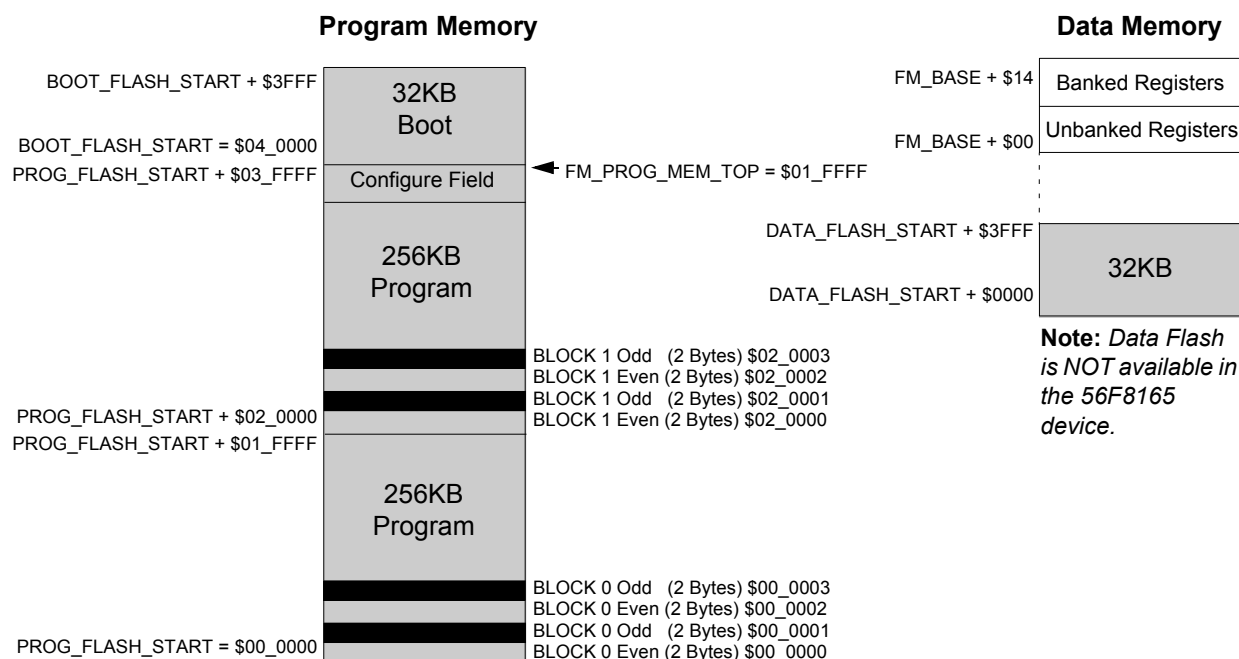 Program Memory
Data Memory
BOOT_FLASH_START + $3FFF
32KB
Boot
BOOT_FLASH_START = $04_0000
PROG_FLASH_START + $03_FFFF
Configure Field
FM_PROG_MEM_TOP = $01_FFFF
256KB
Program
BLOCK 1 Odd (2 Bytes) $02_0003
BLOCK 1 Even (2 Bytes) $02_0002
BLOCK 1 Odd (2 Bytes) $02_0001
BLOCK 1 Even (2 Bytes) $02_0000
PROG_FLASH_START + $02_0000
PROG_FLASH_START + $01_FFFF
256KB
Program
BLOCK 0 Odd (2 Bytes) $00_0003
BLOCK 0 Even (2 Bytes) $00_0002
BLOCK 0 Odd (2 Bytes) $00_0001
BLOCK 0 Even (2 Bytes) $00_0000
PROG_FLASH_START = $00_0000
FM_BASE + $14
Banked Registers
FM_BASE + $00
Unbanked Registers
DATA_FLASH_START + $3FFF
32KB
DATA_FLASH_START + $0000
Note: Data Flash
is NOT available in
the 56F8165
device.